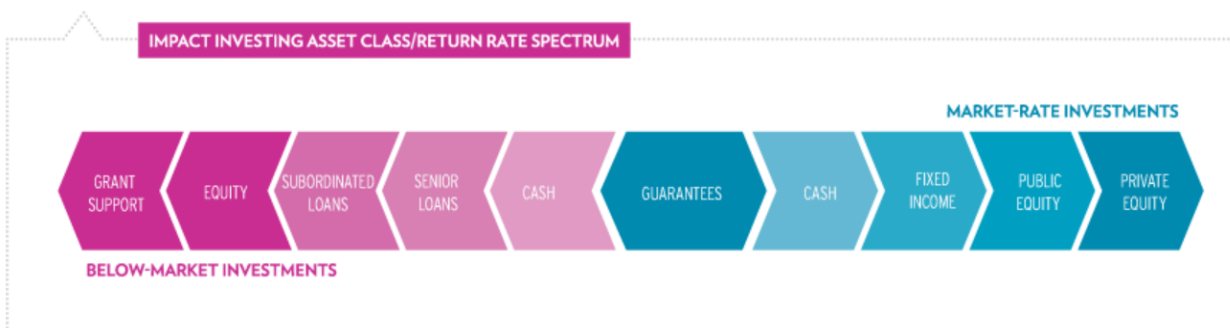 IMPACT INVESTING ASSET CLASS/RETURN RATE SPECTRUM
MARKET-RATE INVESTMENTS
GRANT
SUPPORT
EQUITY
SUBORDINATED
LOANS
SENIOR
LOANS
CASH
GUARANTEES
CASH
FIXED
INCOME
PUBLIC
EQUITY
PRIVATE
EQUITY
BELOW-MARKET INVESTMENTS